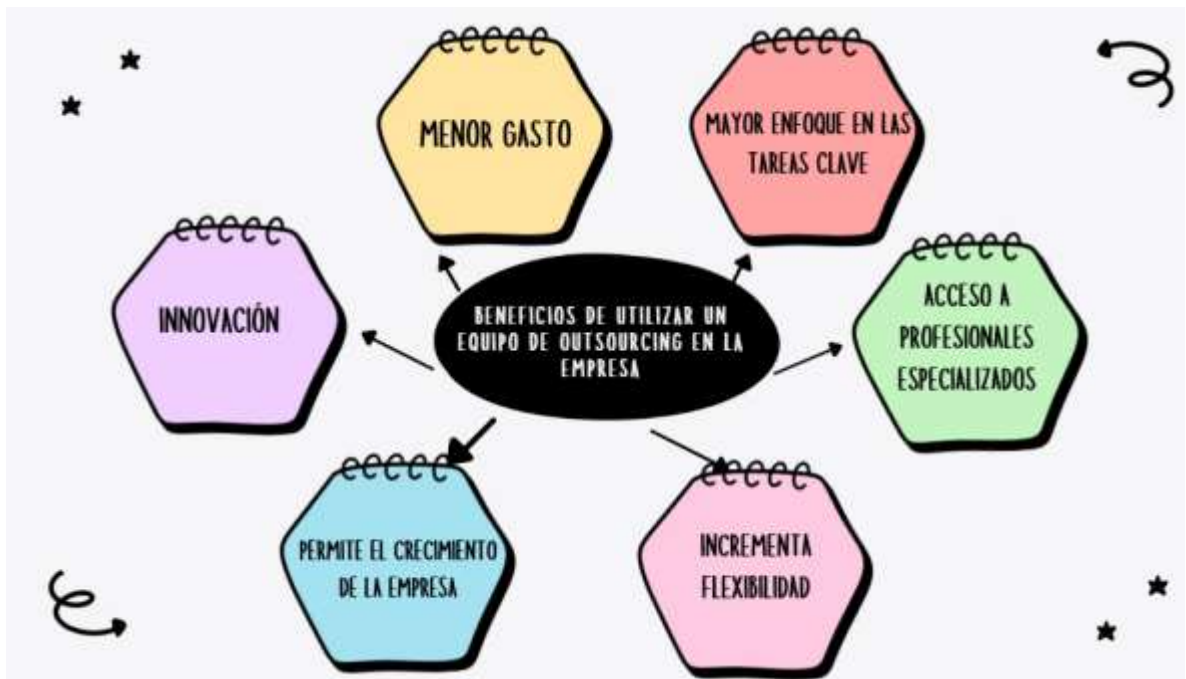 MENOR GASTO
MAYOR ENFOQUE EN LAS
TAREAS CLAVE
INNOVACIÓN
BENEFICIOS DE UTILIZAR UN
EQUIPO DE OUTSOURCING EN LA
EMPRESA
ACCESO A
PROFESIONALES
ESPECIALIZADOS
PERMITE EL CRECIMIENTO
DE LA EMPRESA
INCREMENTA
FLEXIBILIDAD